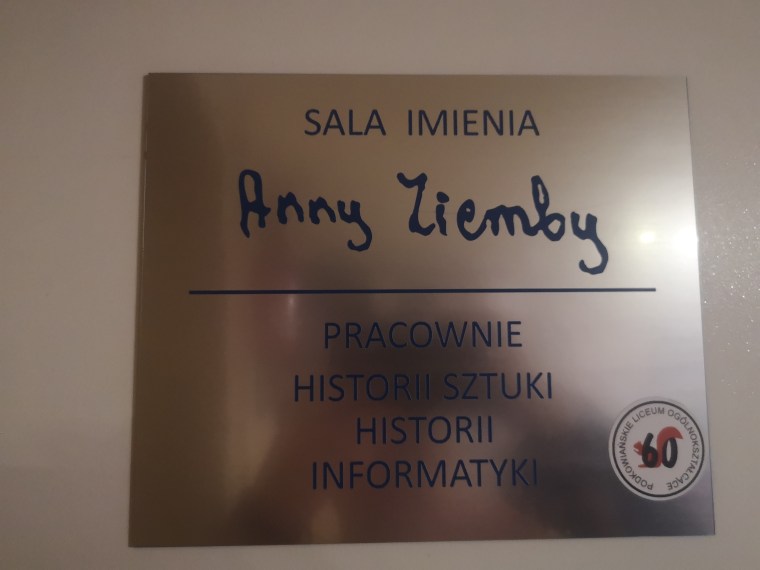 SALA IMIENIA
Anny Ziemby
PRACOWNIE
HISTORII SZTUKI
HISTORII
INFORMATYKI
PODKOWIAŃSKIE LICEUM OGÓLNOKSZTAŁCĄCE
60